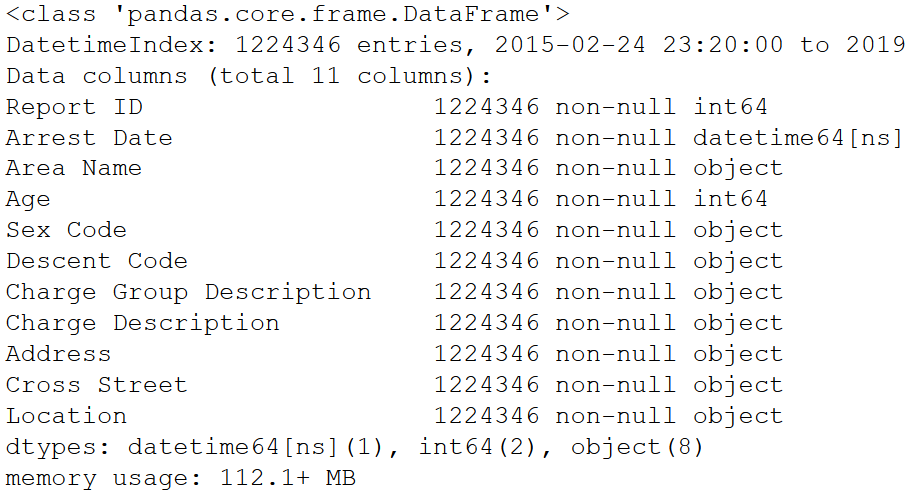 <class 'pandas.core.frame.DataFrame'>
DatetimeIndex: 1224346 entries, 2015-02-24 23:20:00 to 2019
Data columns (total 11 columns):
Report ID                   1224346 non-null int64
Arrest Date                 1224346 non-null datetime64[ns]
Area Name                   1224346 non-null object
Age                         1224346 non-null int64
Sex Code                    1224346 non-null object
Descent Code                1224346 non-null object
Charge Group Description    1224346 non-null object
Charge Description          1224346 non-null object
Address                     1224346 non-null object
Cross Street                1224346 non-null object
Location                    1224346 non-null object
dtypes: datetime64[ns](1), int64(2), object(8)
memory usage: 112.1+ MB